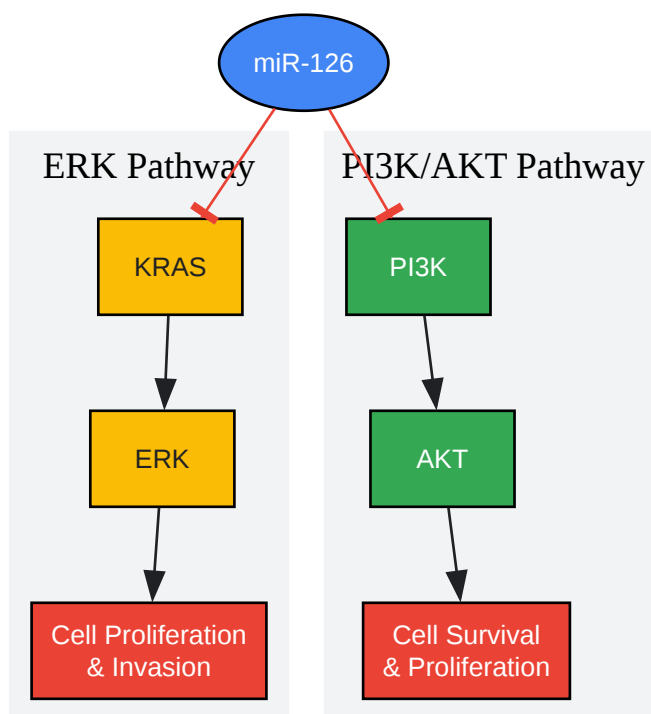 miR-126
ERK Pathway
PI3K/AKT Pathway
KRAS
PI3K
ERK
AKT
Cell Proliferation
& Invasion
Cell Survival
& Proliferation